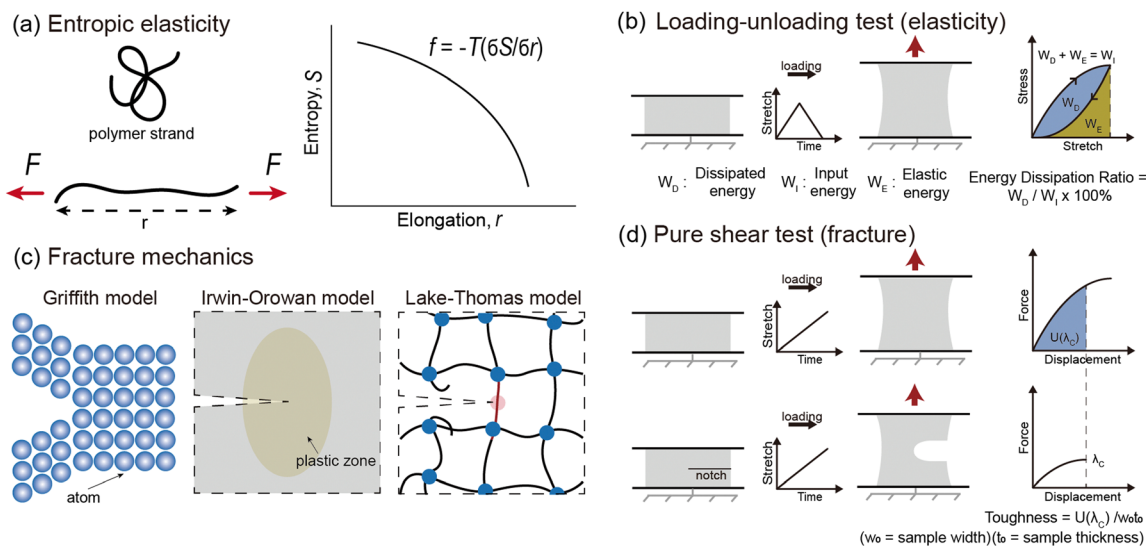 (a) Entropic elasticity
polymer strand
F
F
r
f = -T(6S/6r)
Entropy, S
Elongation, r
(b) Loading-unloading test (elasticity)
loading
Stretch
Time
W_D + W_E = W_I
W_D
W_E
Stress
Stretch
W_D : Dissipated energy
W_I : Input energy
W_E : Elastic energy
Energy Dissipation Ratio =
W_D / W_I x 100%
(c) Fracture mechanics
Griffith model
atom
Irwin-Orowan model
plastic zone
Lake-Thomas model
(d) Pure shear test (fracture)
loading
Stretch
Time
Force
U(λ_C)
Displacement
notch
loading
Stretch
Time
Force
λ_C
Displacement
Toughness = U(λ_C) /w₀t₀
(w₀ = sample width)(t₀ = sample thickness)